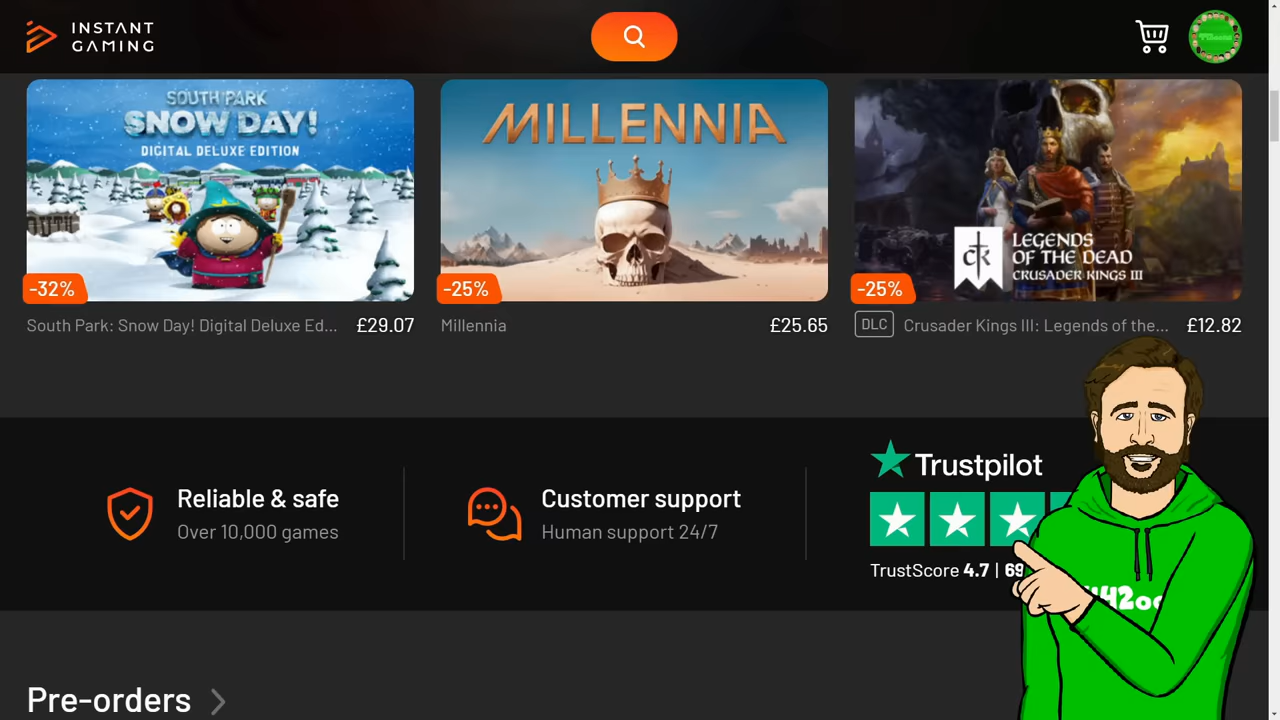 INSTANT
GAMING
SOUTH PARK
SNOW DAY!
DIGITAL DELUXE EDITION
MILLENNIA
LEGENDS
OF THE DEAD
CRUSADER KINGS III
-32%
-25%
-25%
South Park: Snow Day! Digital Deluxe Ed... £29.07
Millennia £25.65
DLC Crusader Kings III: Legends of the... £12.82
Trustpilot
Reliable & safe
Over 10,000 games
Customer support
Human support 24/7
TrustScore 4.7 | 69
Pre-orders